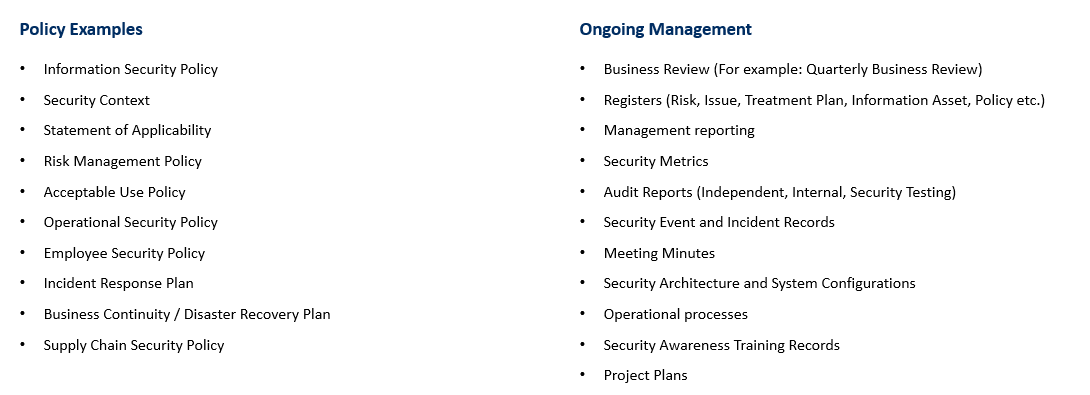 Policy Examples
• Information Security Policy
• Security Context
• Statement of Applicability
• Risk Management Policy
• Acceptable Use Policy
• Operational Security Policy
• Employee Security Policy
• Incident Response Plan
• Business Continuity / Disaster Recovery Plan
• Supply Chain Security Policy
Ongoing Management
• Business Review (For example: Quarterly Business Review)
• Registers (Risk, Issue, Treatment Plan, Information Asset, Policy etc.)
• Management reporting
• Security Metrics
• Audit Reports (Independent, Internal, Security Testing)
• Security Event and Incident Records
• Meeting Minutes
• Security Architecture and System Configurations
• Operational processes
• Security Awareness Training Records
• Project Plans